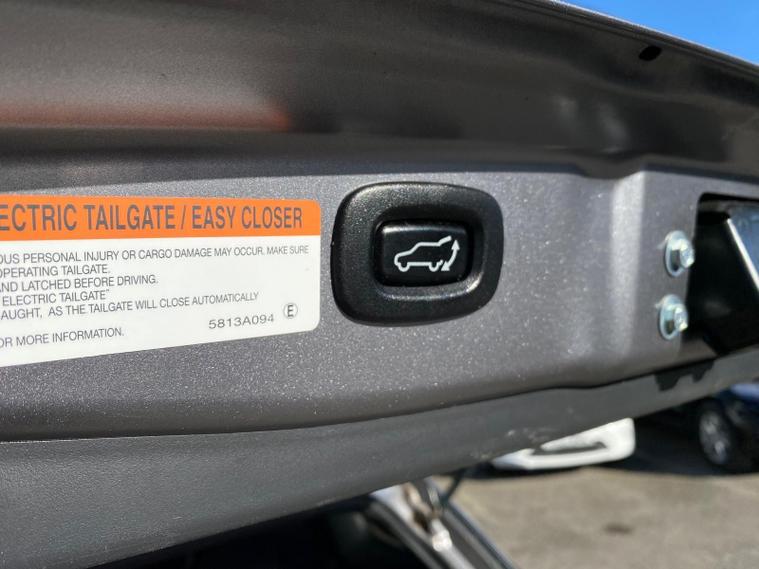 ECTRIC TAILGATE / EASY CLOSER
OUS PERSONAL INJURY OR CARGO DAMAGE MAY OCCUR. MAKE SURE
OPERATING TAILGATE.
AND LATCHED BEFORE DRIVING.
ELECTRIC TAILGATE"
AUGHT, AS THE TAILGATE WILL CLOSE AUTOMATICALLY
OR MORE INFORMATION.
5813A094 E